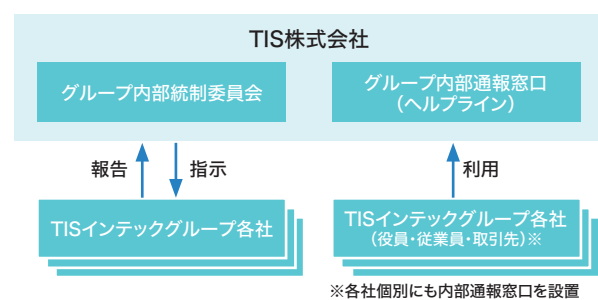 TIS株式会社
グループ内部統制委員会
グループ内部通報窓口
（ヘルプライン）
報告
指示
利用
TISインテックグループ各社
TISインテックグループ各社
（役員・従業員・取引先）※
※各社個別にも内部通報窓口を設置